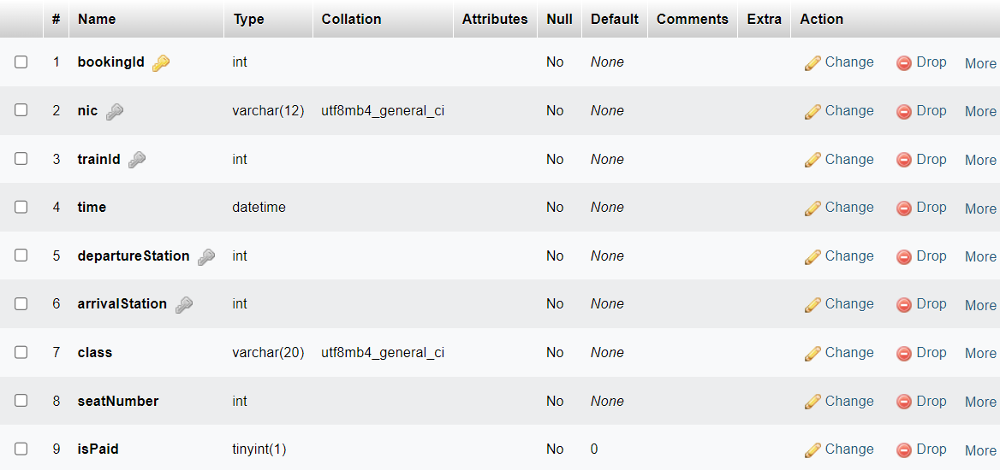 # Name Type Collation Attributes Null Default Comments Extra Action
1 bookingId int No None Change Drop More
2 nic varchar(12) utf8mb4_general_ci No None Change Drop More
3 trainId int No None Change Drop More
4 time datetime No None Change Drop More
5 departureStation int No None Change Drop More
6 arrivalStation int No None Change Drop More
7 class varchar(20) utf8mb4_general_ci No None Change Drop More
8 seatNumber int No None Change Drop More
9 isPaid tinyint(1) No 0 Change Drop More